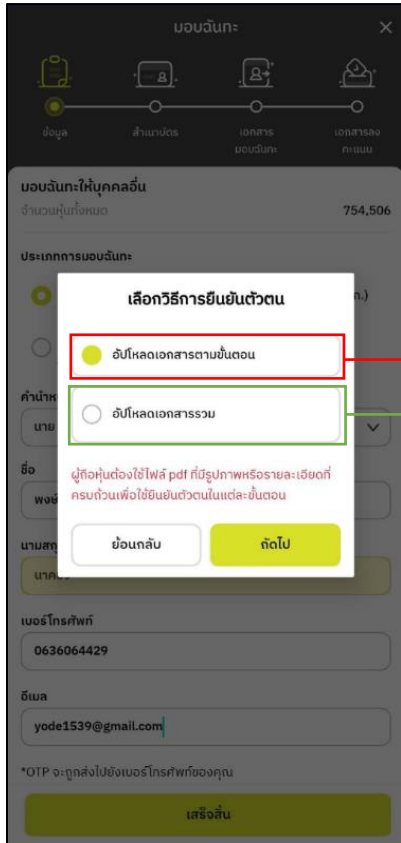 มอบฉันทะ
ข้อมูล
สำเนาบัตร
เอกสาร
มอบฉันทะ
เอกสารลง
คะแนน
มอบฉันทะให้บุคคลอื่น
จำนวนหุ้นทั้งหมด 754,506
ประเภทการมอบฉันทะ
เลือกวิธีการยืนยันตัวตน
อัปโหลดเอกสารตามขั้นตอน
อัปโหลดเอกสารรวม
นาย
ชื่อ
ผู้ถือหุ้นต้องใช้ไฟล์ pdf ที่มีรูปภาพหรือรายละเอียดที่
ครบถ้วนเพื่อใช้ยืนยันตัวตนในแต่ละขั้นตอน
ย้อนกลับ ถัดไป
เบอร์โทรศัพท์
0636064429
อีเมล
yode1539@gmail.com
*OTP จะถูกส่งไปยังเบอร์โทรศัพท์ของคุณ
เสร็จสิ้น